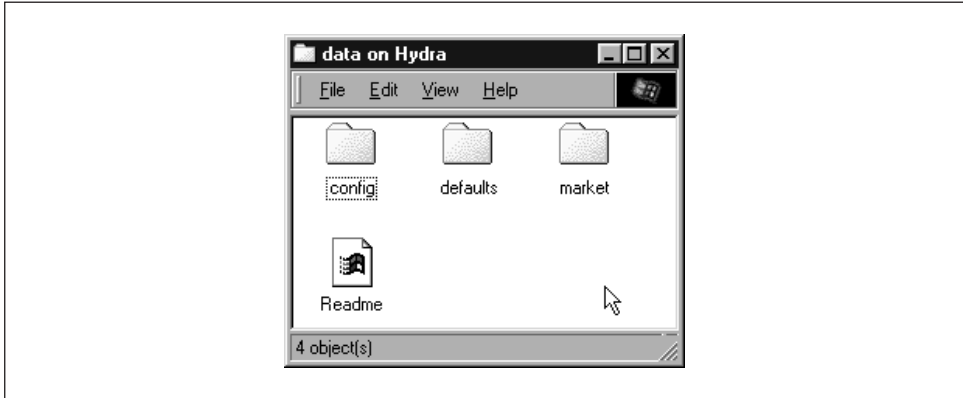 data on Hydra
File Edit View Help
config defaults market
Readme
4 object(s)